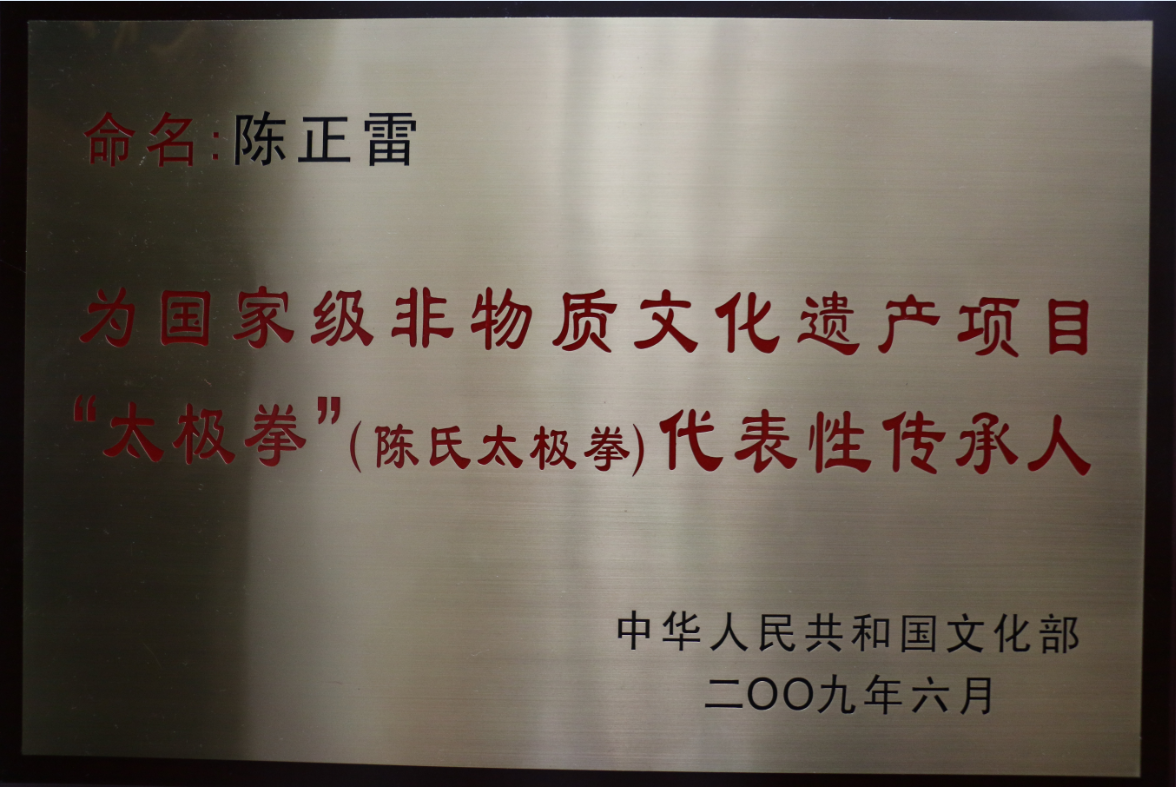 命名:陈正雷
为国家级非物质文化遗产项目
“太极拳”(陈氏太极拳)代表性传承人
中华人民共和国文化部
二〇〇九年六月